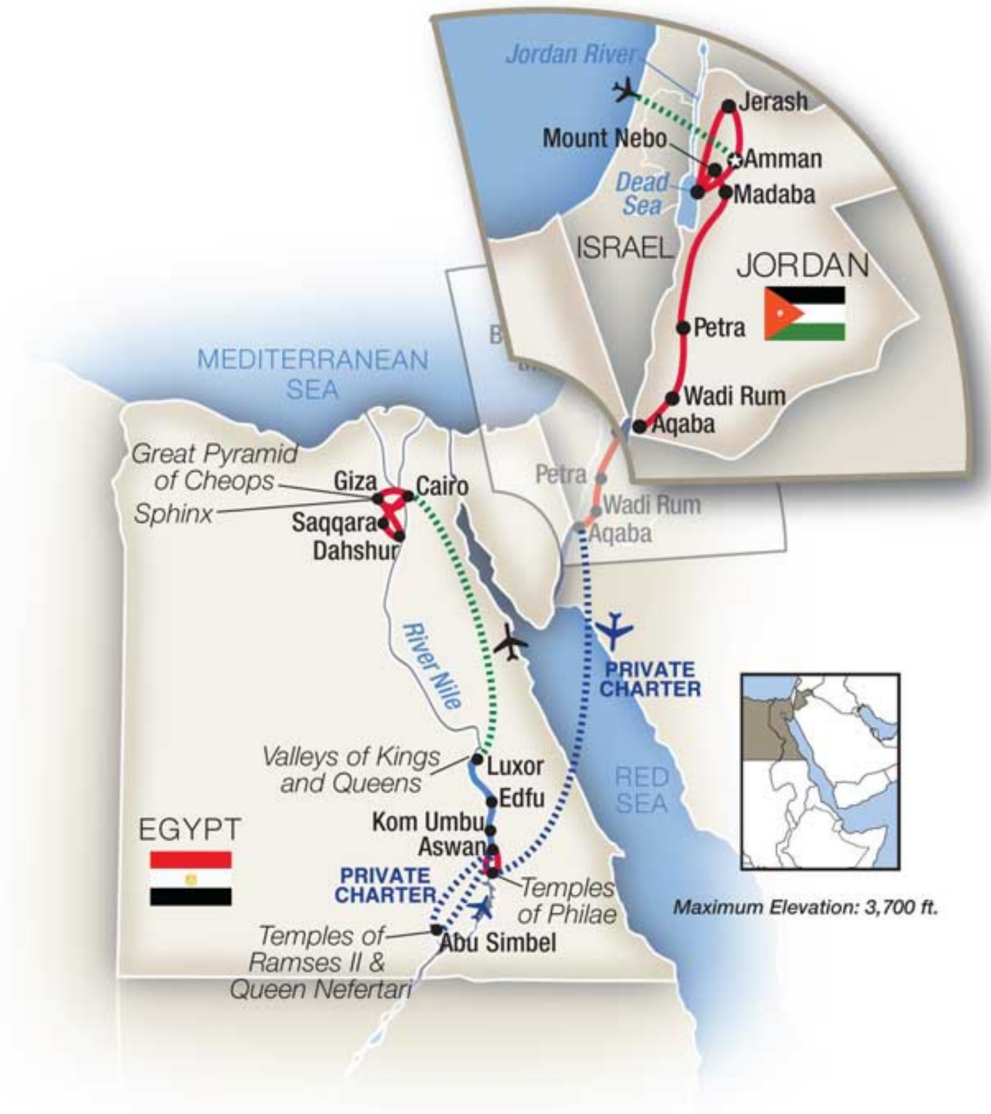 Jordan River
Jerash
Mount Nebo
Amman
Dead
Sea
Madaba
ISRAEL
JORDAN
Petra
Wadi Rum
Aqaba
MEDITERRANEAN
SEA
Great Pyramid
of Cheops
Sphinx
Giza
Cairo
Saqqara
Dahshur
Petra
Wadi Rum
Aqaba
River Nile
PRIVATE
CHARTER
Valleys of Kings
and Queens
Luxor
Edfu
RED
SEA
Kom Umbu
EGYPT
Aswan
PRIVATE
CHARTER
Temples
of Philae
Maximum Elevation: 3,700 ft.
Temples of
Ramses II &
Queen Nefertari
Abu Simbel